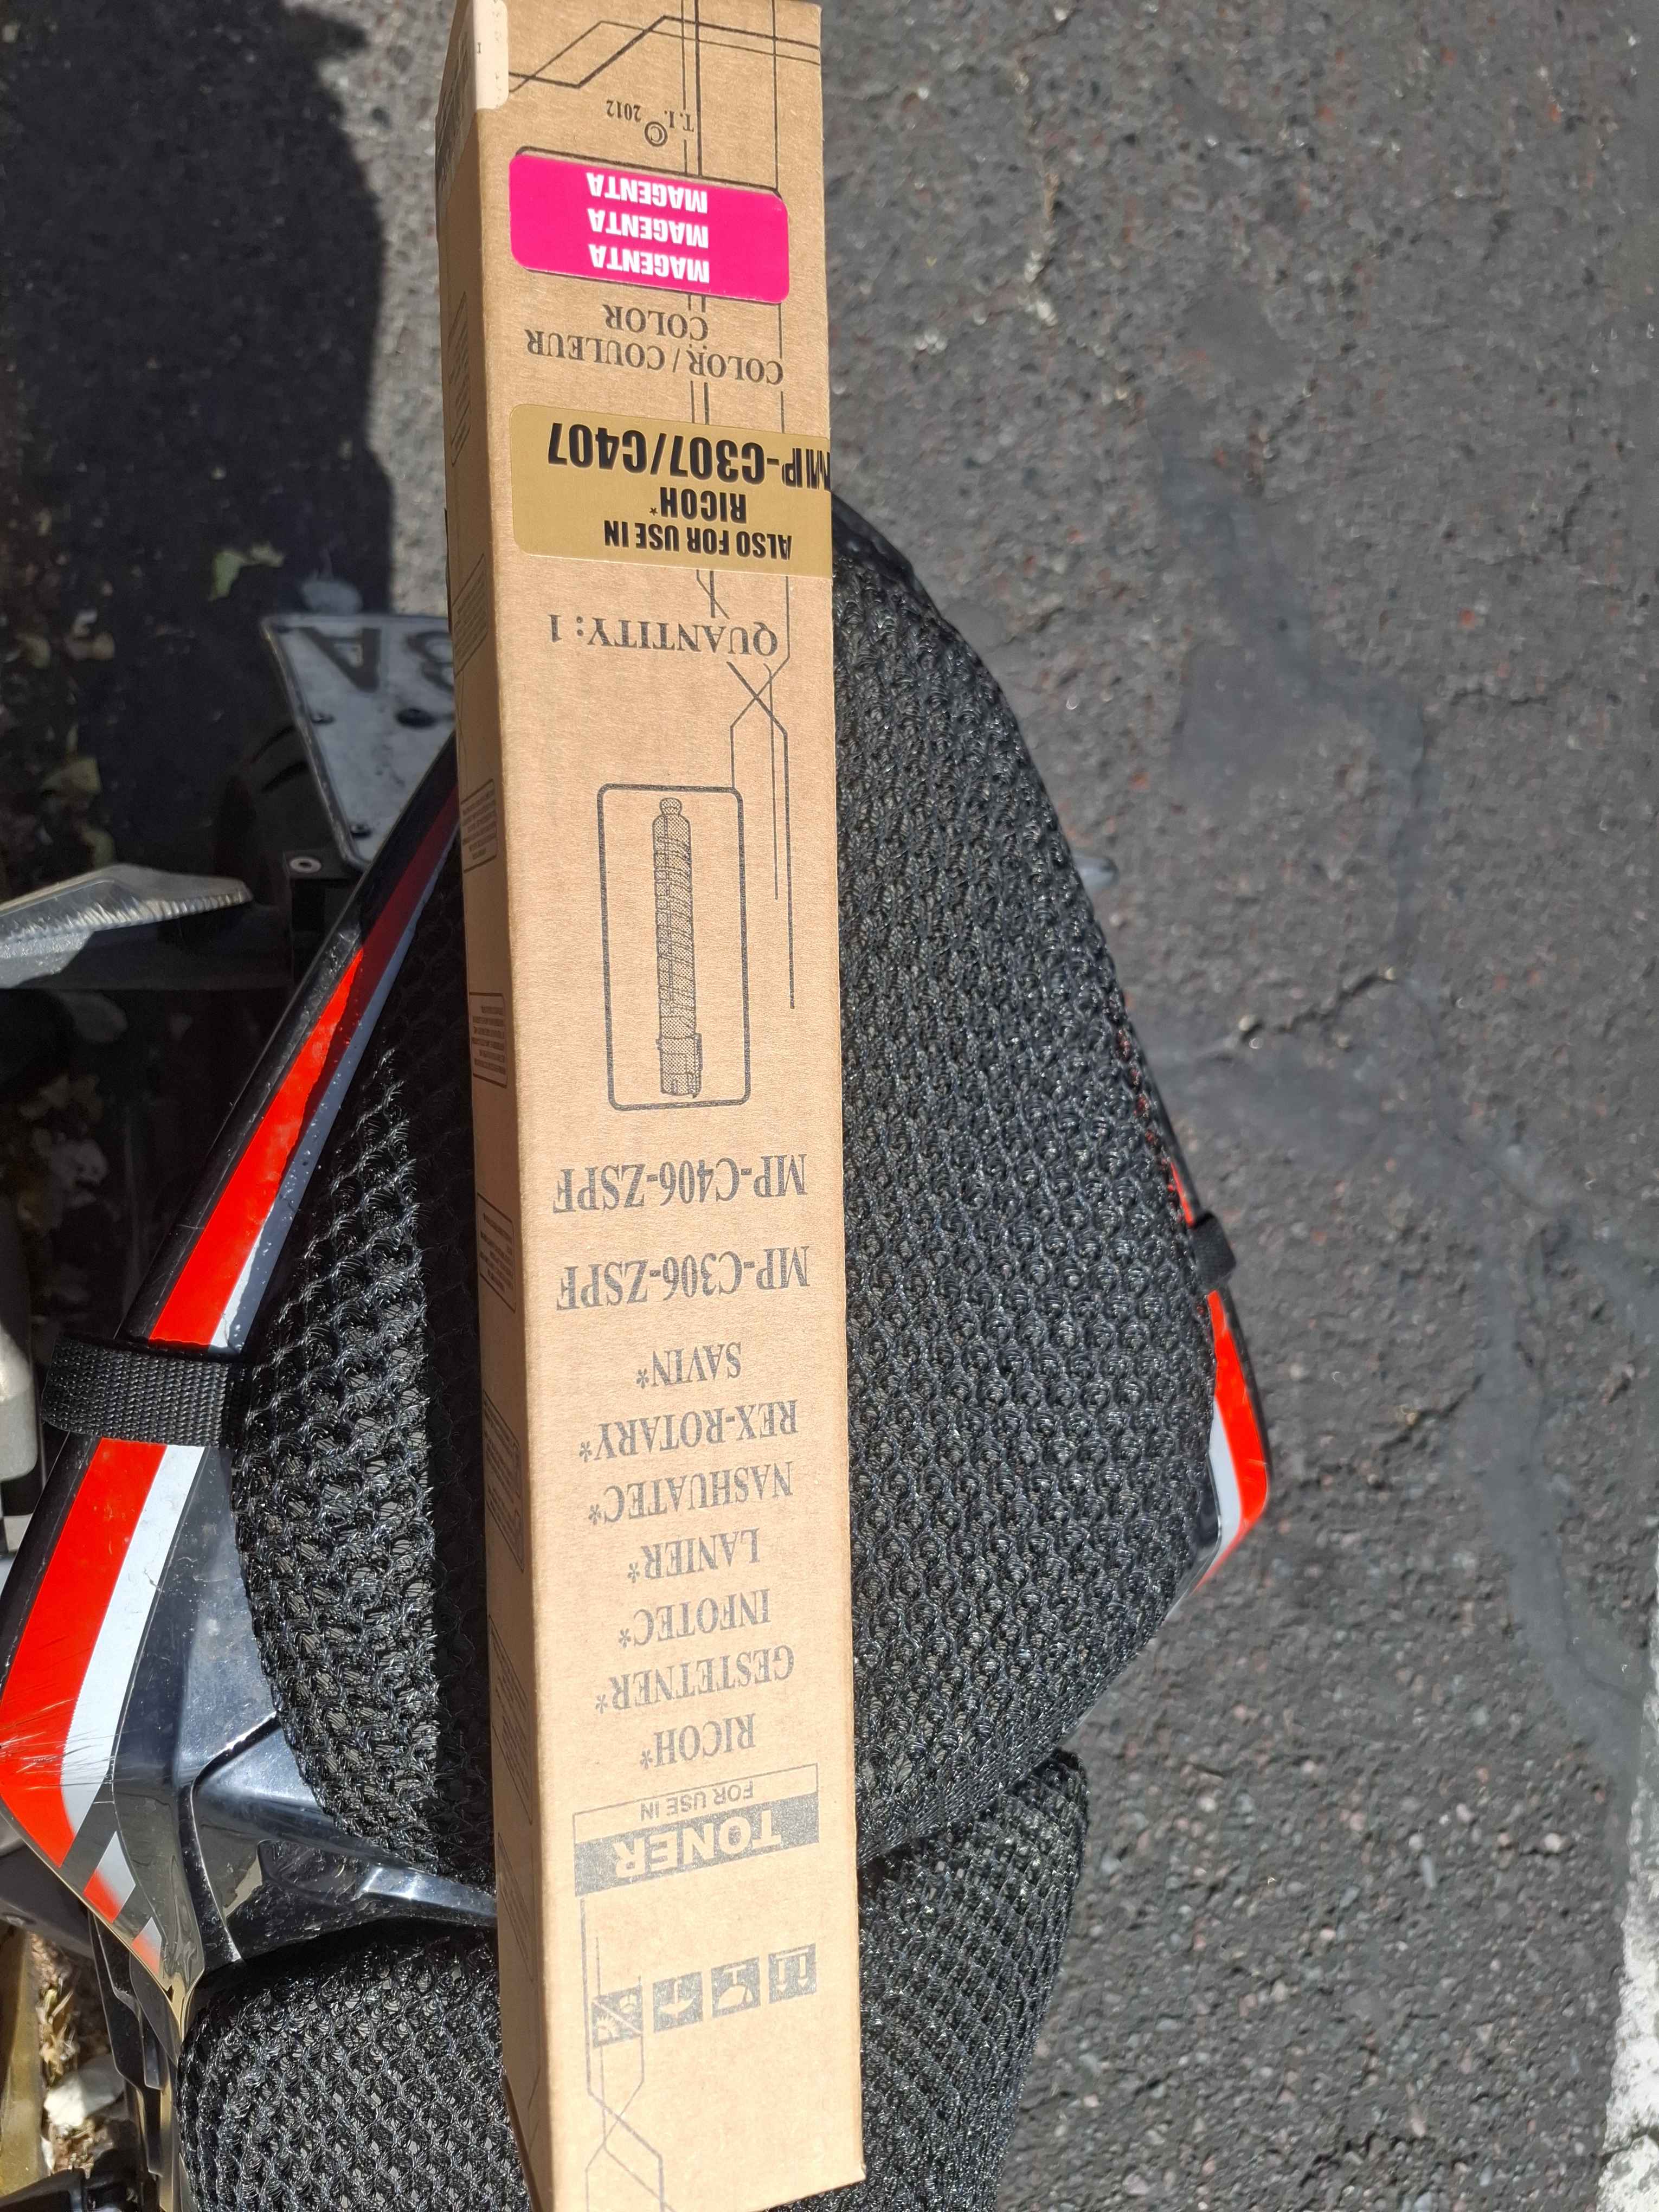 TONER
FOR USE IN
RICOH*
GESTETNER*
INFOTEC*
LANIER*
NASHUATEC*
REX-ROTARY*
SAVIN*
MP-C306-ZSPF
MP-C406-ZSPF
QUANTITY: 1
ALSO FOR USE IN
RICOH*
MP-C307/C407
COLOR / COULEUR
COLOR
MAGENTA
MAGENTA
MAGENTA
T.I.© 2012